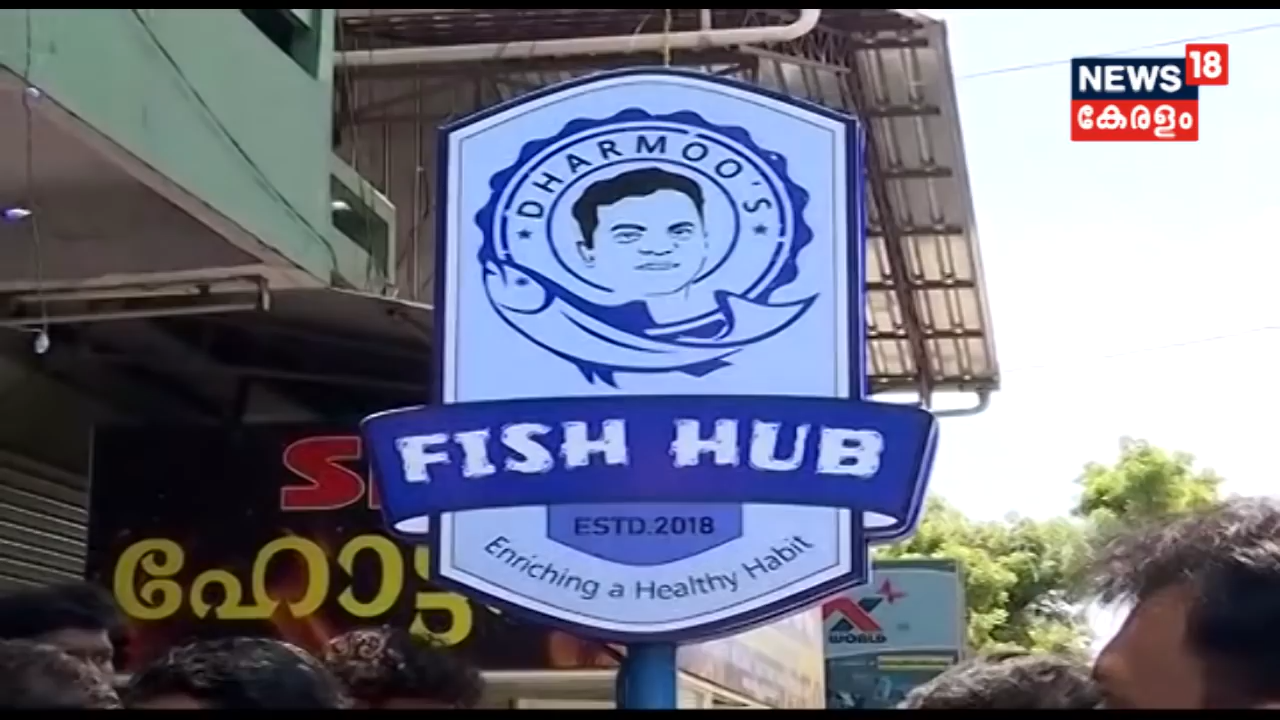 NEWS 18
കേരളം
DHARMOO'S
FISH HUB
ESTD.2018
Enriching a Healthy Habit
WORLD